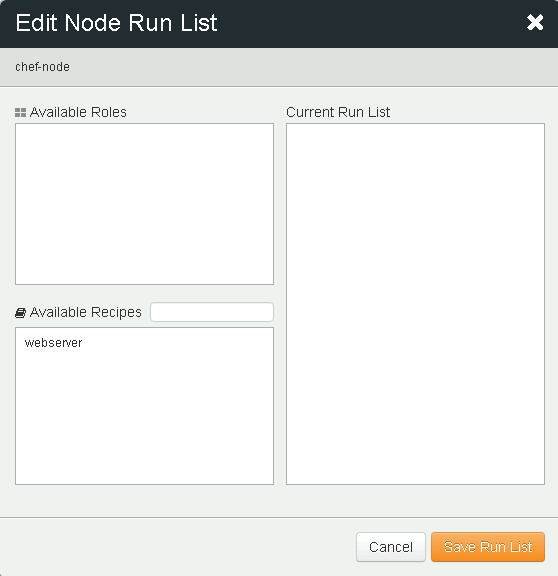 Edit Node Run List
chef-node
Available Roles
Current Run List
Available Recipes
webserver
Cancel
Save Run List